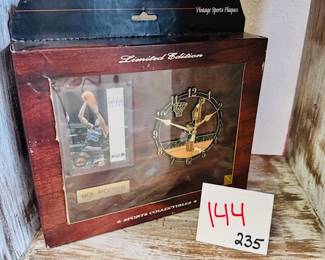 Vintage Sports Plaques
Limited Edition
SPORTS COLLECTIBLES
144
235